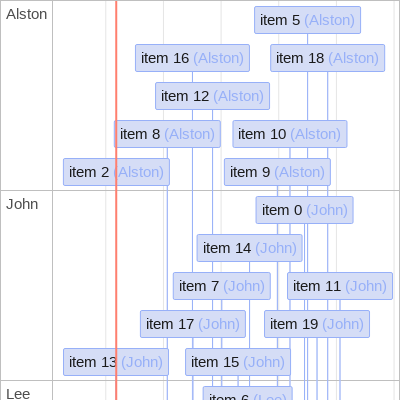 Alston
item 5 (Alston)
item 16 (Alston)
item 18 (Alston)
item 12 (Alston)
item 8 (Alston)
item 10 (Alston)
item 2 (Alston)
item 9 (Alston)
John
item 0 (John)
item 14 (John)
item 7 (John)
item 11 (John)
item 17 (John)
item 19 (John)
item 13 (John)
item 15 (John)
Lee
item 6 (Lee)